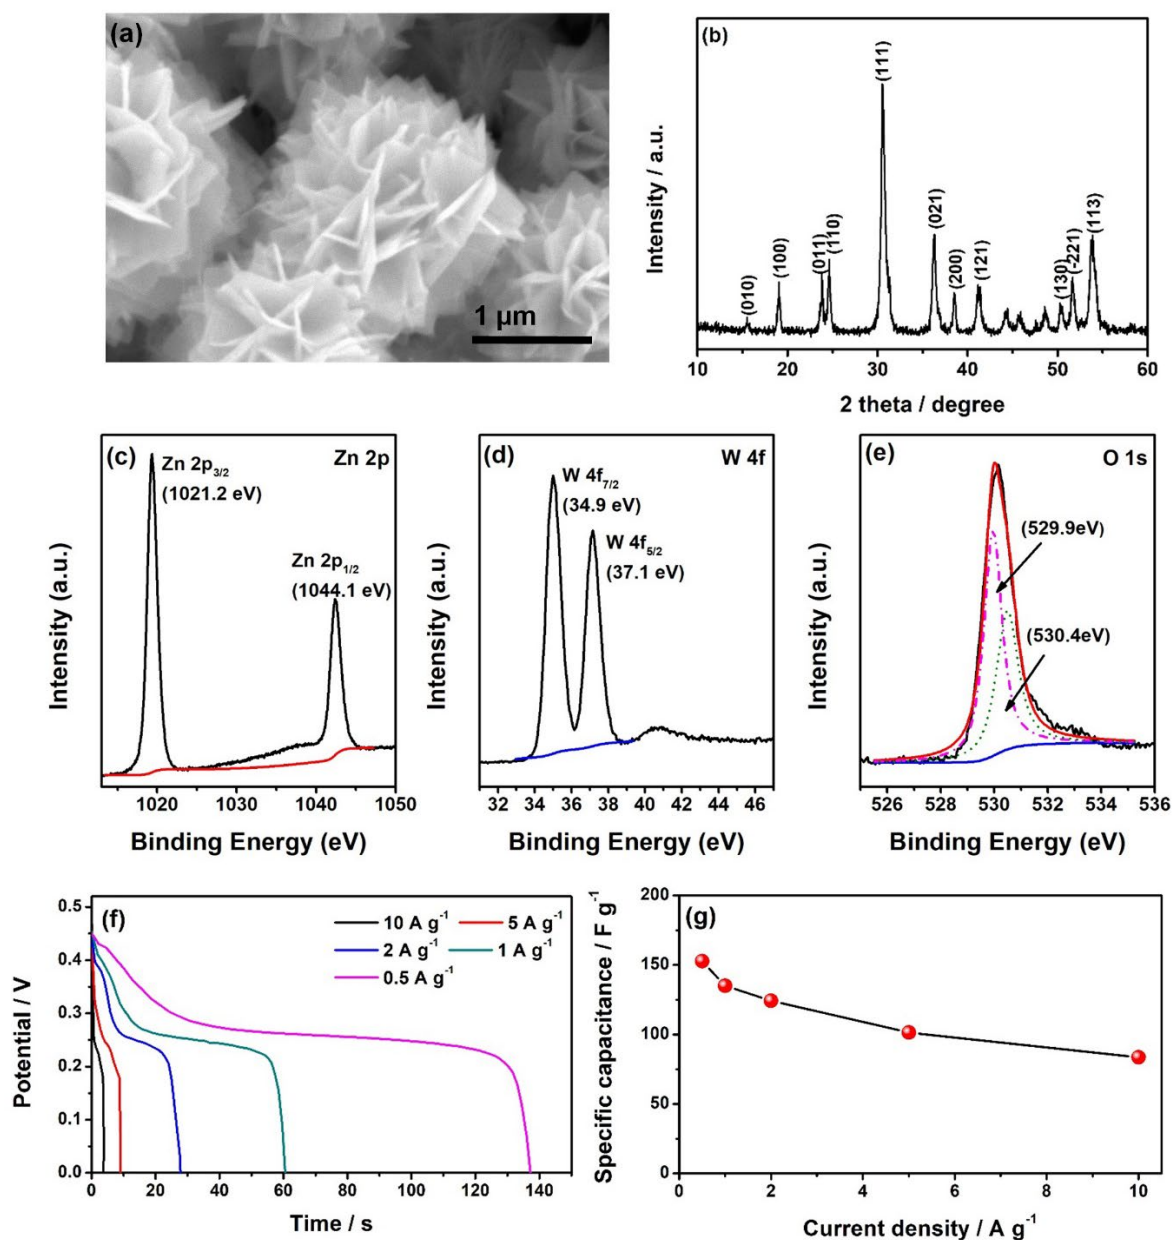 (a)
1 µm
(b)
(010)
(100)
(011)
(110)
(111)
(021)
(200)
(121)
(130)
(-221)
(113)
Intensity / a.u.
10 20 30 40 50 60
2 theta / degree
(c)
Zn 2p
Zn 2p3/2
(1021.2 eV)
Zn 2p1/2
(1044.1 eV)
Intensity (a.u.)
1020 1030 1040 1050
Binding Energy (eV)
(d)
W 4f
W 4f7/2
(34.9 eV)
W 4f5/2
(37.1 eV)
Intensity (a.u.)
32 34 36 38 40 42 44 46
Binding Energy (eV)
(e)
O 1s
(529.9eV)
(530.4eV)
Intensity (a.u.)
526 528 530 532 534 536
Binding Energy (eV)
(f)
10 A g-1 5 A g-1
2 A g-1 1 A g-1
0.5 A g-1
Potential / V
0.5
0.4
0.3
0.2
0.1
0.0
0 20 40 60 80 100 120 140
Time / s
(g)
Specific capacitance / F g-1
200
150
100
50
0
0 2 4 6 8 10
Current density / A g-1